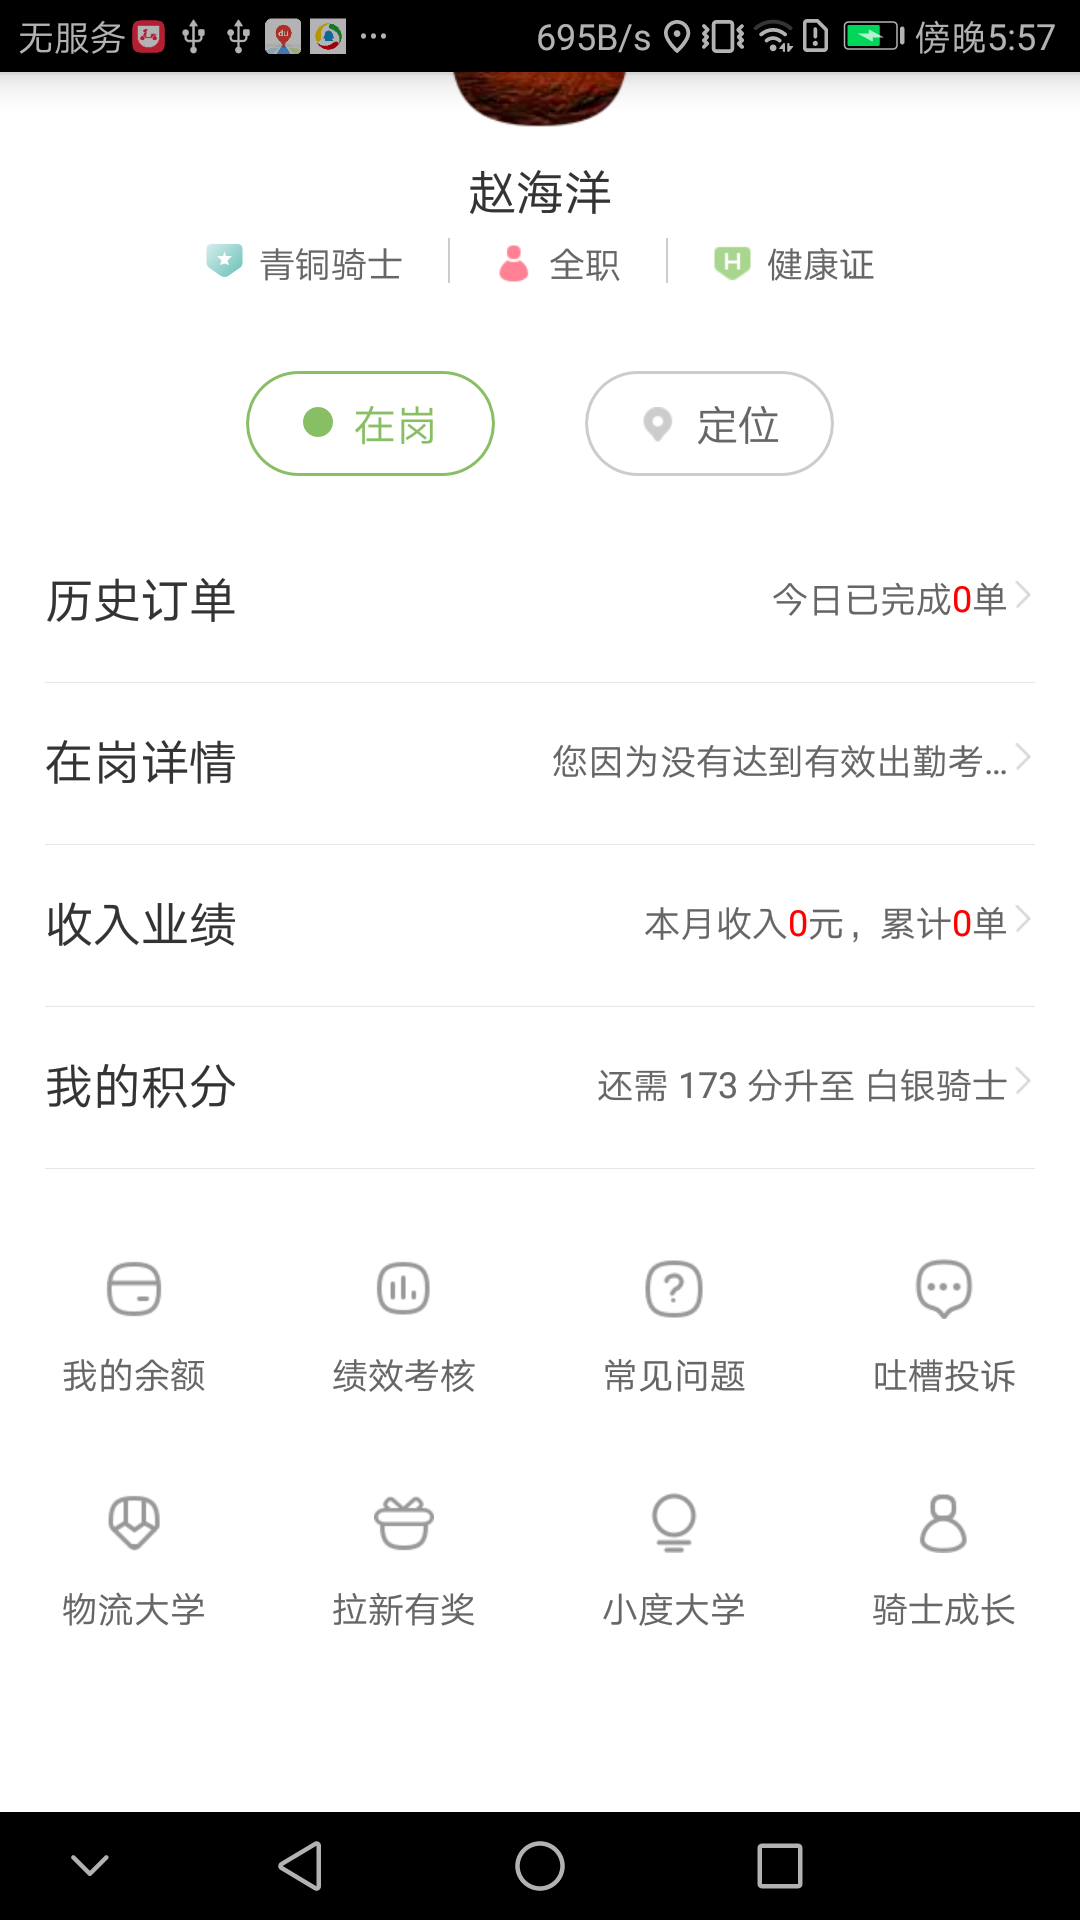 无服务 695B/s 傍晚5:57
赵海洋
青铜骑士 全职 H 健康证
在岗 定位
历史订单 今日已完成0单
在岗详情 您因为没有达到有效出勤考...
收入业绩 本月收入0元，累计0单
我的积分 还需 173 分升至 白银骑士
我的余额 绩效考核 常见问题 吐槽投诉
物流大学 拉新有奖 小度大学 骑士成长